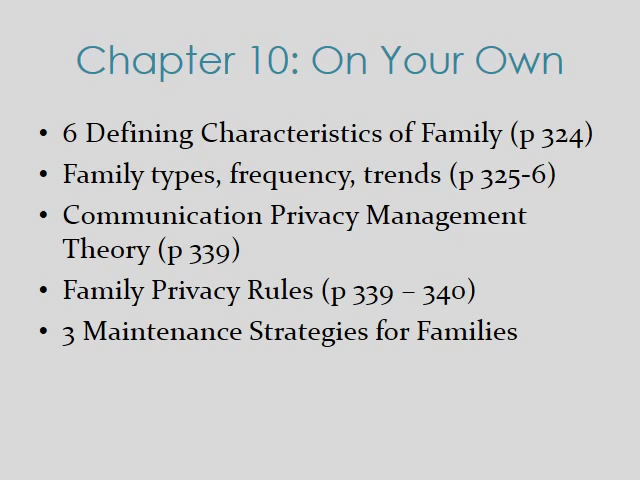 Chapter 10: On Your Own
• 6 Defining Characteristics of Family (p 324)
• Family types, frequency, trends (p 325-6)
• Communication Privacy Management
Theory (p 339)
• Family Privacy Rules (p 339 – 340)
• 3 Maintenance Strategies for Families